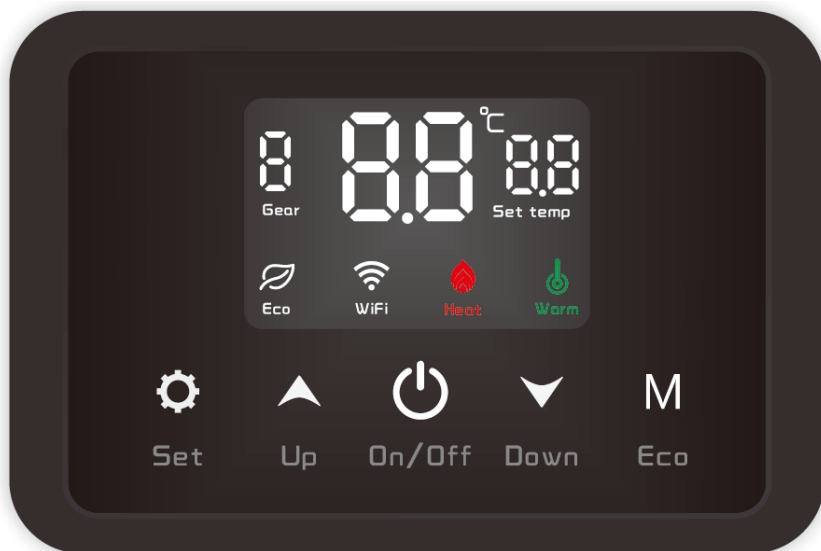 8 8.8 °C 8.8
Gear Set temp
Eco WiFi Heat Warm
M
Set Up On/Off Down Eco